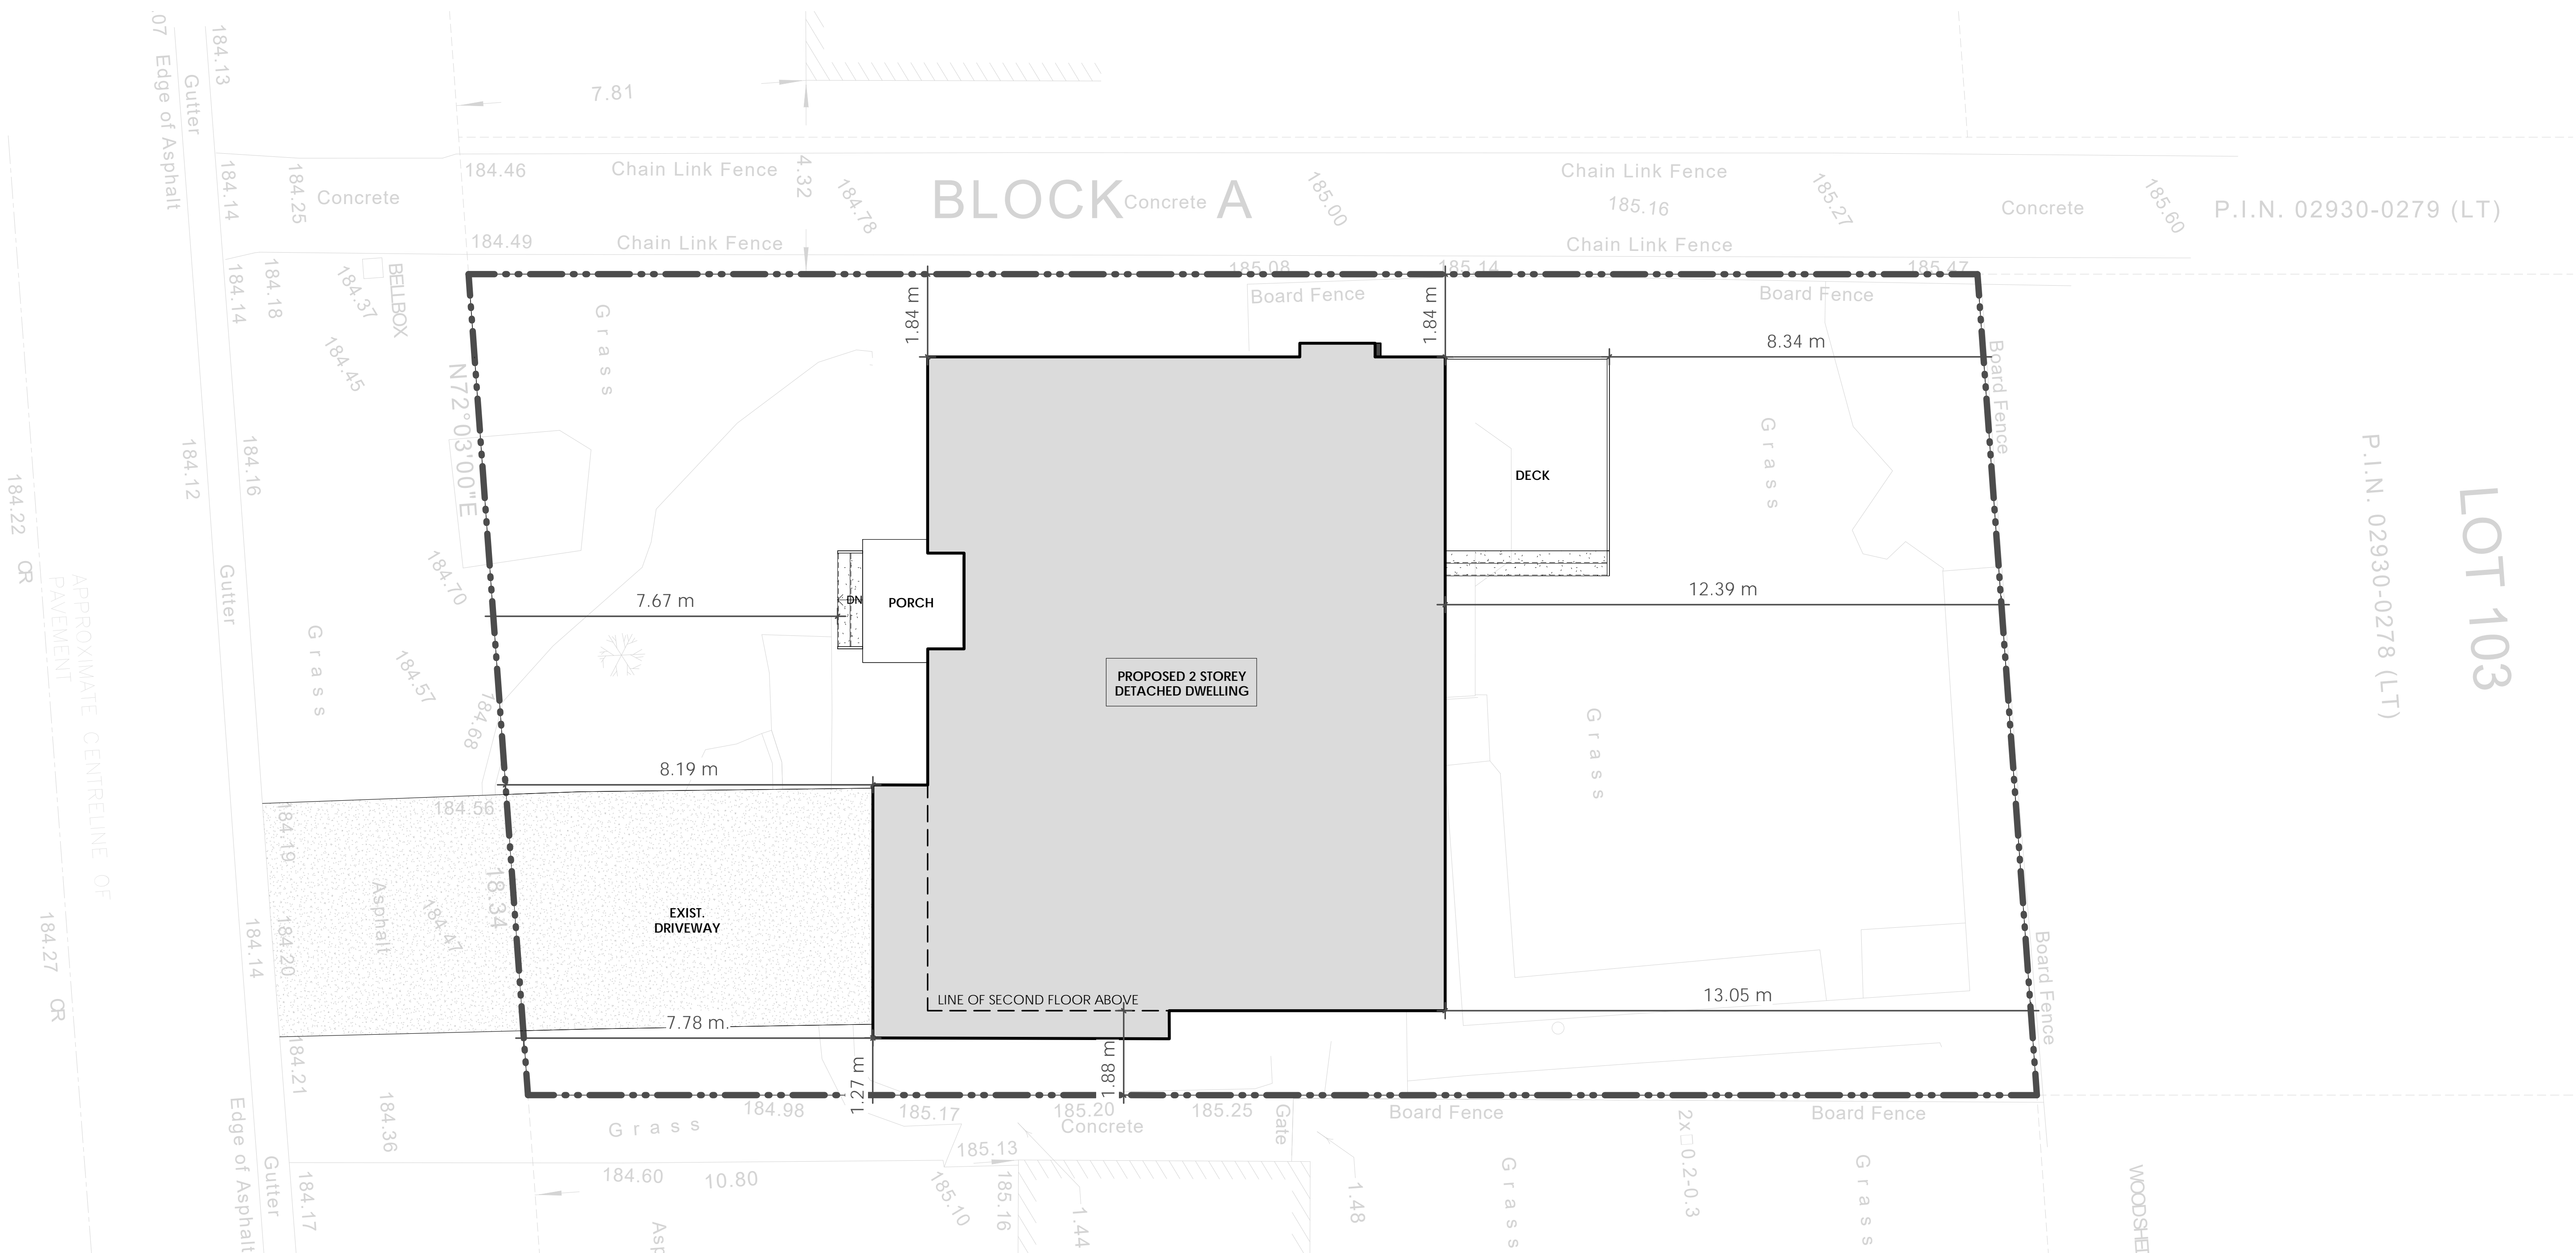 .07
Edge of Asphalt
Gutter
184.13
7.81
184.14
184.25
Concrete
184.46
Chain Link Fence
4.32
184.78
BLOCK A
Concrete
185.00
Chain Link Fence
185.16
185.27
Concrete
185.60
P.I.N. 02930-0279 (LT)
184.49
Chain Link Fence
Chain Link Fence
185.08
185.14
185.47
184.14
184.18
184.37
BELLBOX
184.45
Grass
1.84 m
Board Fence
1.84 m
Board Fence
8.34 m
Board Fence
N72°03'00"E
184.12
184.16
184.22
OR
Gutter
184.70
DECK
Grass
P.I.N. 02930-0278 (LT)
LOT 103
APPROXIMATE CENTRELINE OF
PAVEMENT
Grass
184.57
184.68
7.67 m
DN
PORCH
12.39 m
PROPOSED 2 STOREY
DETACHED DWELLING
Grass
8.19 m
184.56
184.19
18.34
Asphalt
184.47
184.20
184.14
184.27
OR
EXIST.
DRIVEWAY
LINE OF SECOND FLOOR ABOVE
13.05 m
Board Fence
7.78 m
1.27 m
1.88 m
184.21
184.36
Edge of Asphalt
Gutter
184.17
184.98
185.17
185.20
185.25
Gate
Board Fence
Board Fence
Grass
Concrete
185.13
184.60
10.80
185.10
185.16
1.44
1.48
Grass
2x□0.2-0.3
Grass
WOODSHED
Asp